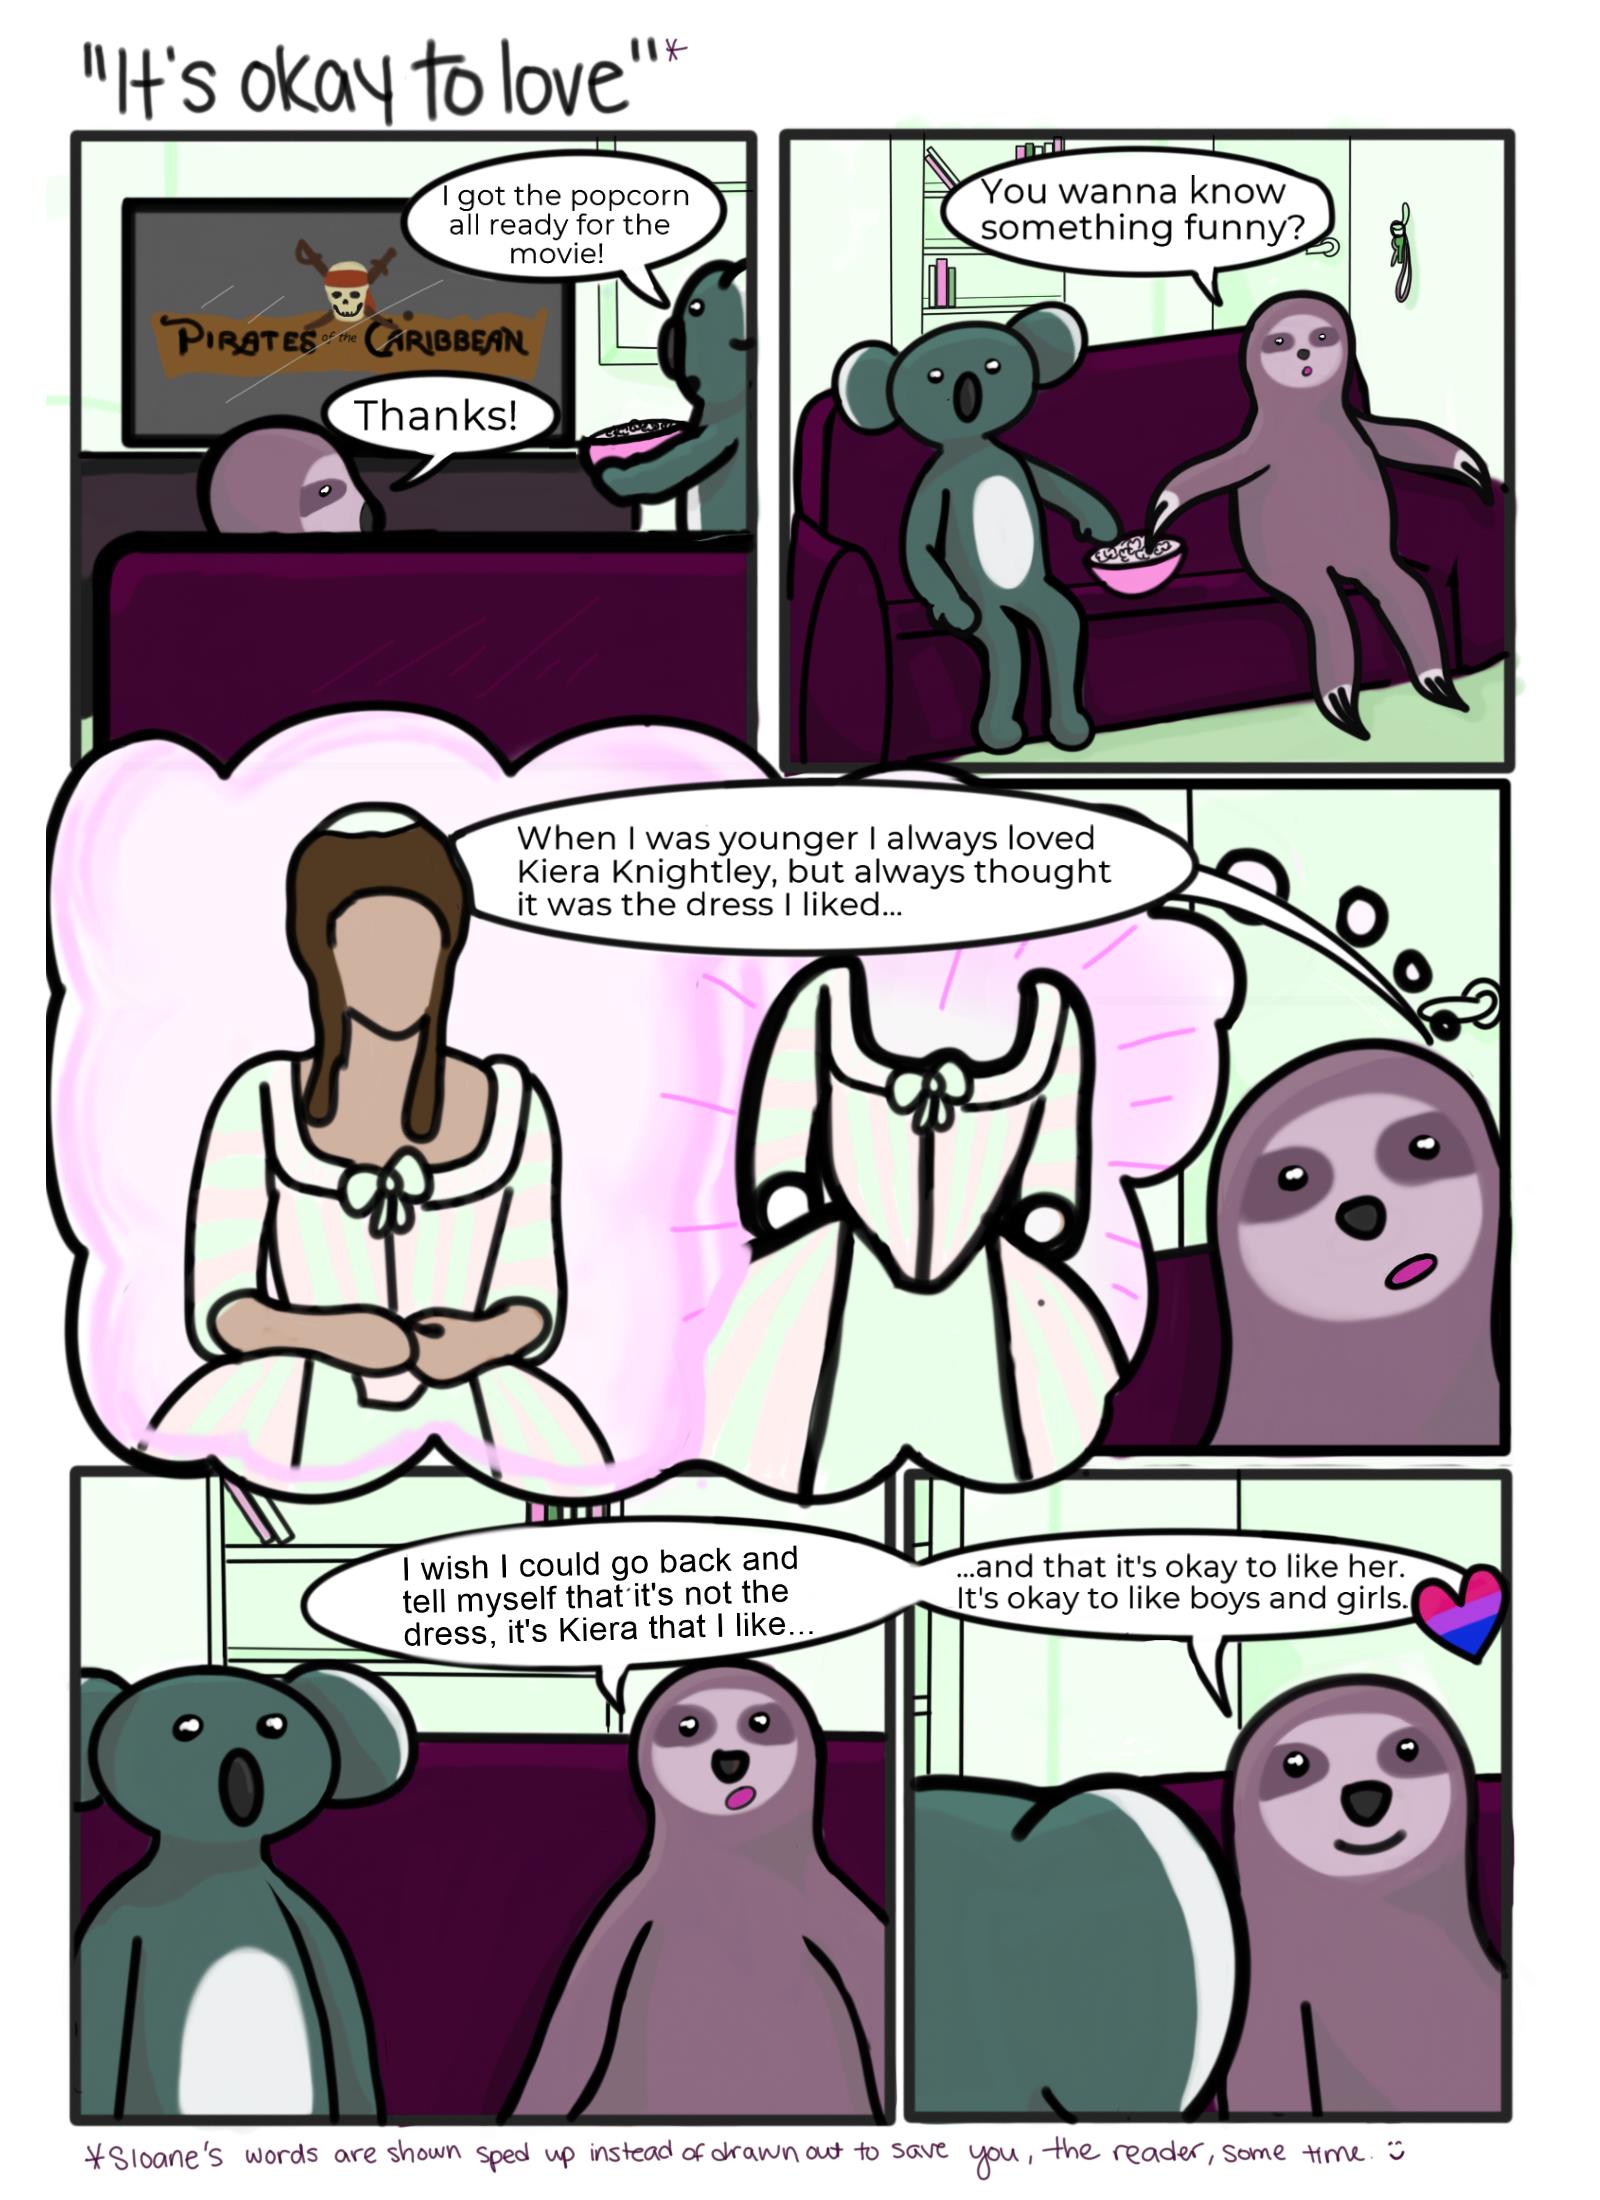 "It's okay to love"*
I got the popcorn
all ready for the
movie!
PIRATES of the CARIBBEAN
Thanks!
You wanna know
something funny?
When I was younger I always loved
Kiera Knightley, but always thought
it was the dress I liked...
I wish I could go back and
tell myself that it's not the
dress, it's Kiera that I like...
...and that it's okay to like her.
It's okay to like boys and girls.
*Sloane's words are shown sped up instead of drawn out to save you, the reader, some time. :)